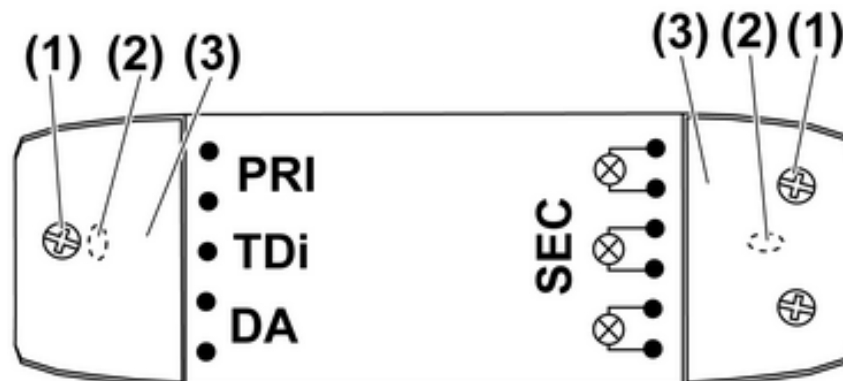 (1) (2) (3) (3) (2) (1)
PRI
TDi
SEC
DA